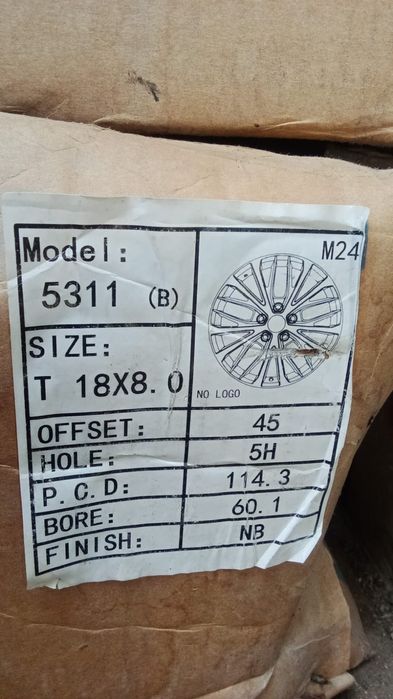 Model:
5311 (B)
M24
SIZE:
T 18X8.0
NO LOGO
OFFSET: 45
HOLE: 5H
P.C.D: 114.3
BORE: 60.1
FINISH: NB